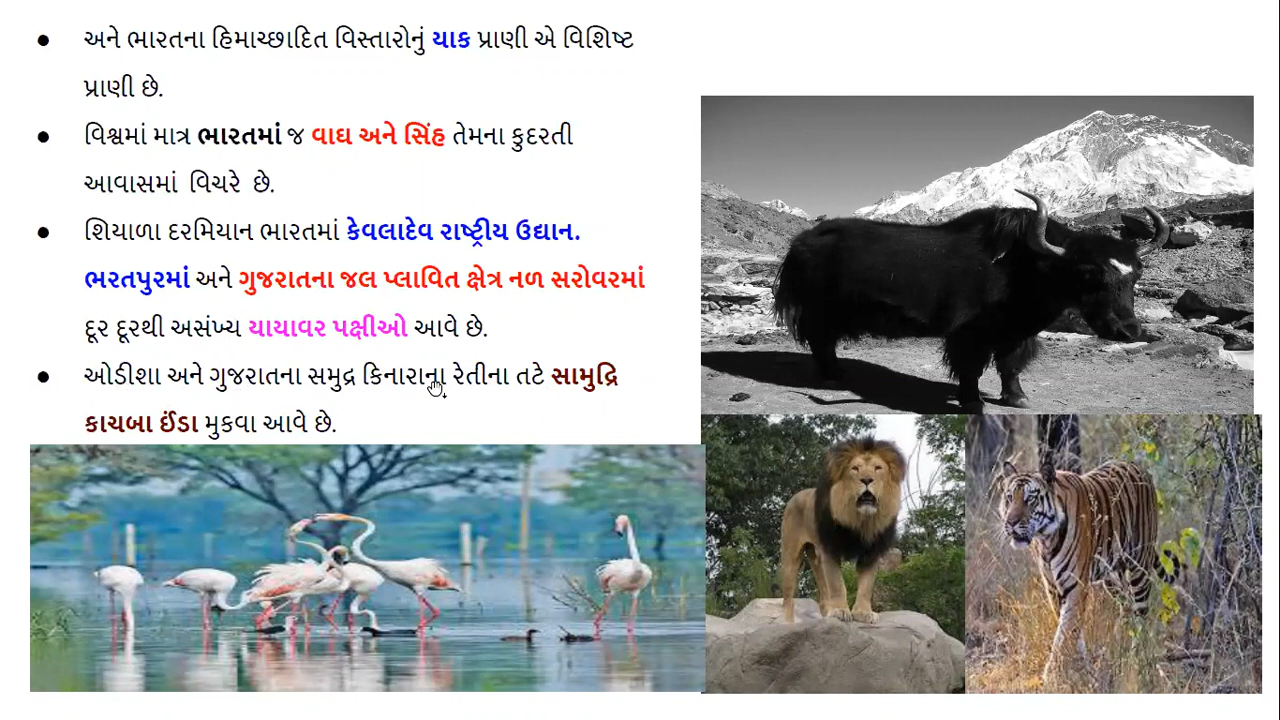 ● અને ભારતના હિમાચ્છાદિત વિસ્તારોનું યાક પ્રાણી એ વિશિષ્ટ
પ્રાણી છે.
● વિશ્વમાં માત્ર ભારતમાં જ વાઘ અને સિંહ તેમના કુદરતી
આવાસમાં વિચરે છે.
● શિયાળા દરમિયાન ભારતમાં કેવલાદેવ રાષ્ટ્રીય ઉદ્યાન.
ભરતપુરમાં અને ગુજરાતના જલ પ્લાવિત ક્ષેત્ર નળ સરોવરમાં
દૂર દૂરથી અસંખ્ય યાયાવર પક્ષીઓ આવે છે.
● ઓડીશા અને ગુજરાતના સમુદ્ર કિનારાના રેતીના તટે સામુદ્રિ
કાચબા ઈંડા મુકવા આવે છે.